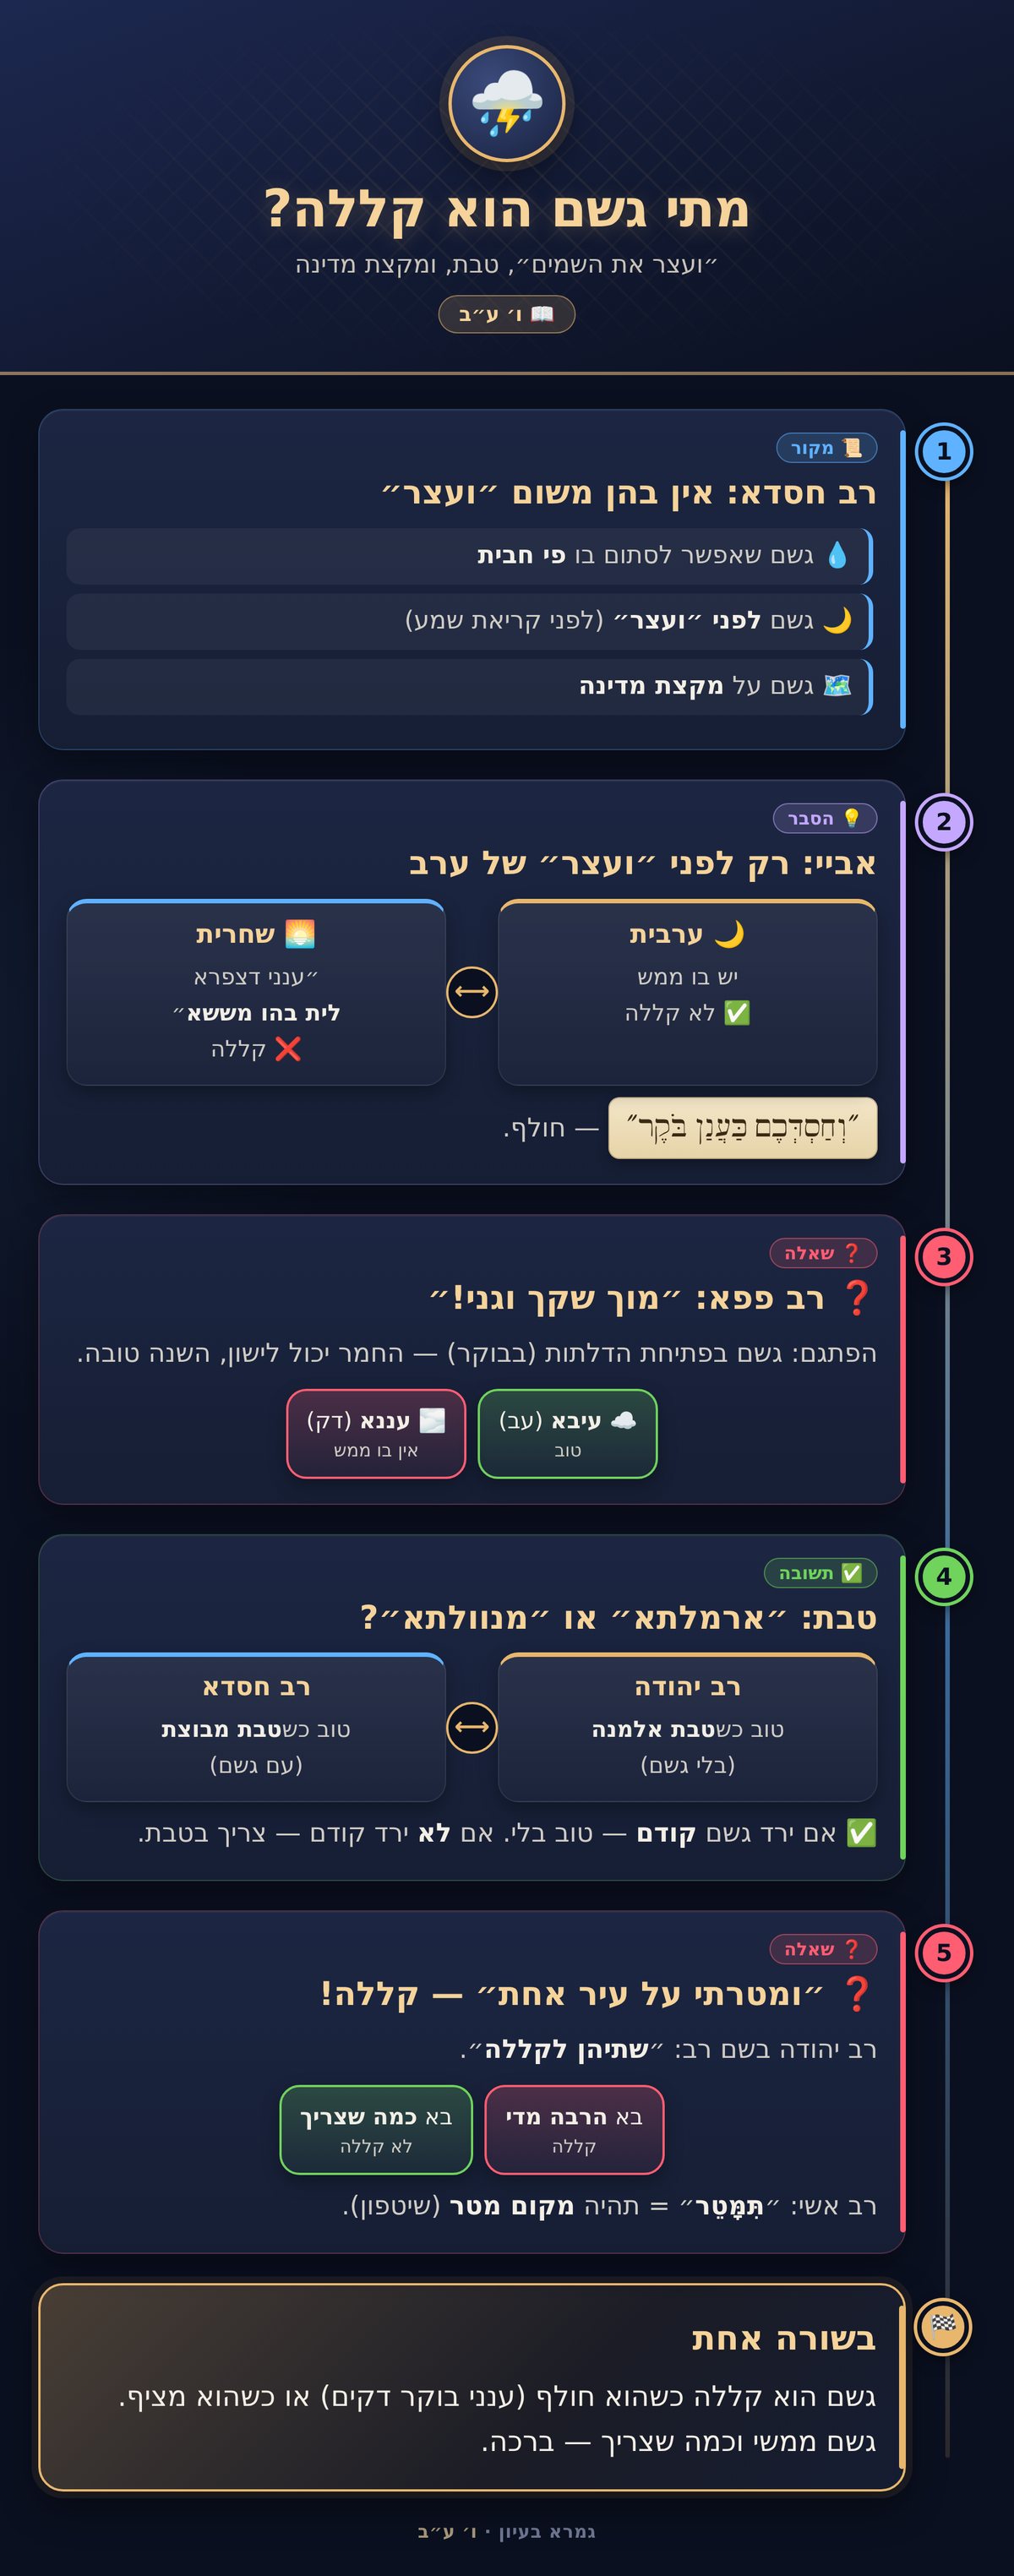 מתי גשם הוא קללה?
״ועצר את השמים״, טבת, ומקצת מדינה
📖 ו׳ ע״ב
1
📜 מקור
רב חסדא: אין בהן משום ״ועצר״
💧 גשם שאפשר לסתום בו פי חבית
🌙 גשם לפני ״ועצר״ (לפני קריאת שמע)
🗺️ גשם על מקצת מדינה
2
💡 הסבר
אביי: רק לפני ״ועצר״ של ערב
🌙 ערבית
יש בו ממש
✅ לא קללה
⟷
🌅 שחרית
״ענני דצפרא
לית בהו מששא״
❌ קללה
״וְחַסְדְּכֶם כַּעֲנַן בֹּקֶר״ — חולף.
3
❓ שאלה
❓ רב פפא: ״מוך שקך וגני!״
הפתגם: גשם בפתיחת הדלתות (בבוקר) — החמר יכול לישון, השנה טובה.
☁️ עיבא (עב)
טוב
🌫️ עננא (דק)
אין בו ממש
4
✅ תשובה
טבת: ״ארמלתא״ או ״מנוולתא״?
רב יהודה
טוב כשטבת אלמנה
(בלי גשם)
⟷
רב חסדא
טוב כשטבת מבוצת
(עם גשם)
✅ אם ירד גשם קודם — טוב בלי. אם לא ירד קודם — צריך בטבת.
5
❓ שאלה
❓ ״ומטרתי על עיר אחת״ — קללה!
רב יהודה בשם רב: ״שתיהן לקללה״.
בא הרבה מדי
קללה
בא כמה שצריך
לא קללה
רב אשי: ״תִּמָּטֵר״ = תהיה מקום מטר (שיטפון).
🏁
בשורה אחת
גשם הוא קללה כשהוא חולף (ענני בוקר דקים) או כשהוא מציף.
גשם ממשי וכמה שצריך — ברכה.
גמרא בעיון · ו׳ ע״ב